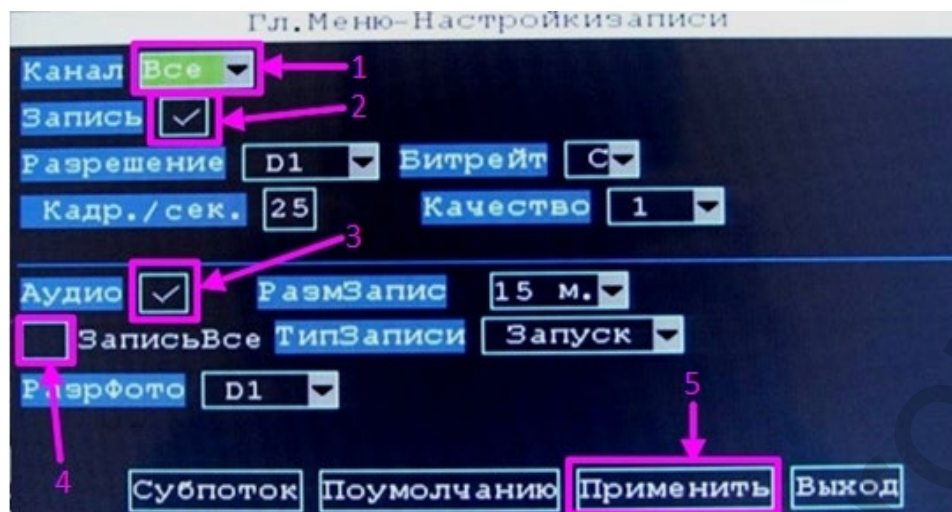 Гл.Меню-Настройкизаписи
Канал Все 1
Запись 2
Разрешение D1 Битрейт С
Кадр./сек. 25 Качество 1
3
Аудио РазмЗапис 15 м.
ЗаписьВсе ТипЗаписи Запуск
РазрФото D1 5
4 Субпоток Поумолчанию Применить Выход